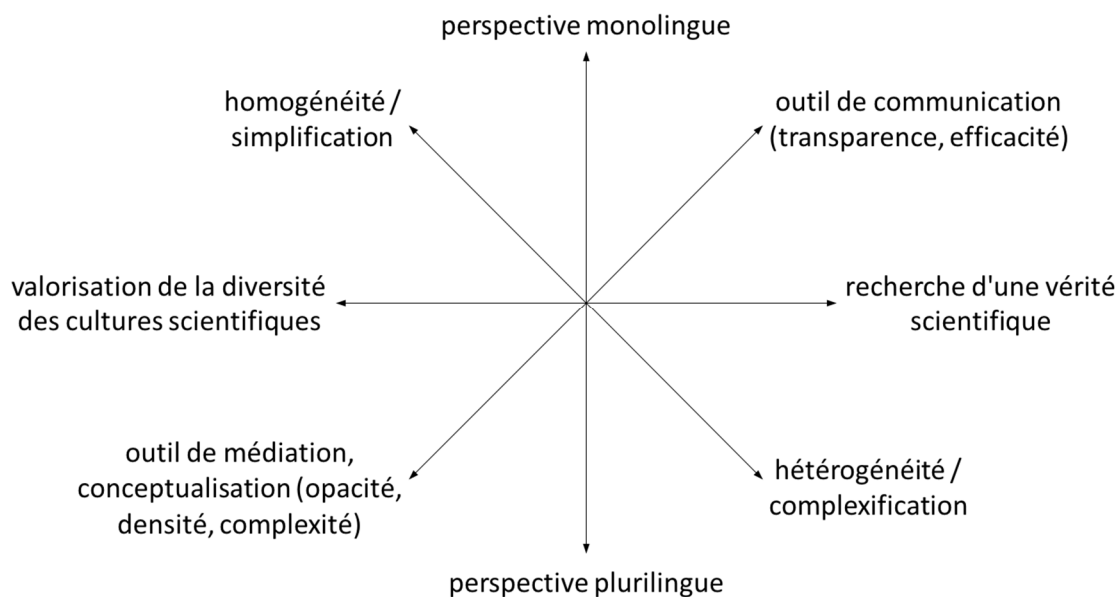 perspective monolingue
homogénéité /
simplification
outil de communication
(transparence, efficacité)
valorisation de la diversité
des cultures scientifiques
recherche d'une vérité
scientifique
outil de médiation,
conceptualisation (opacité,
densité, complexité)
hétérogénéité /
complexification
perspective plurilingue